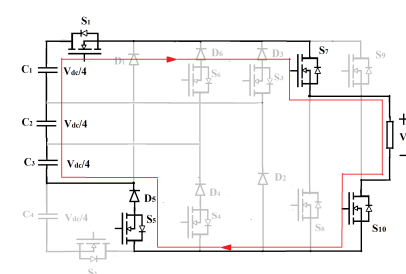 S₁
S₇
S₉
D₁
D₆
D₃
S₆
S₃
C₁
V𝒹𝒸/4
C₂
V𝒹𝒸/4
V
C₃
V𝒹𝒸/4
D₅
D₄
D₂
C₄
V𝒹𝒸/4
S₅
S₄
S₈
S₁₀
S₂